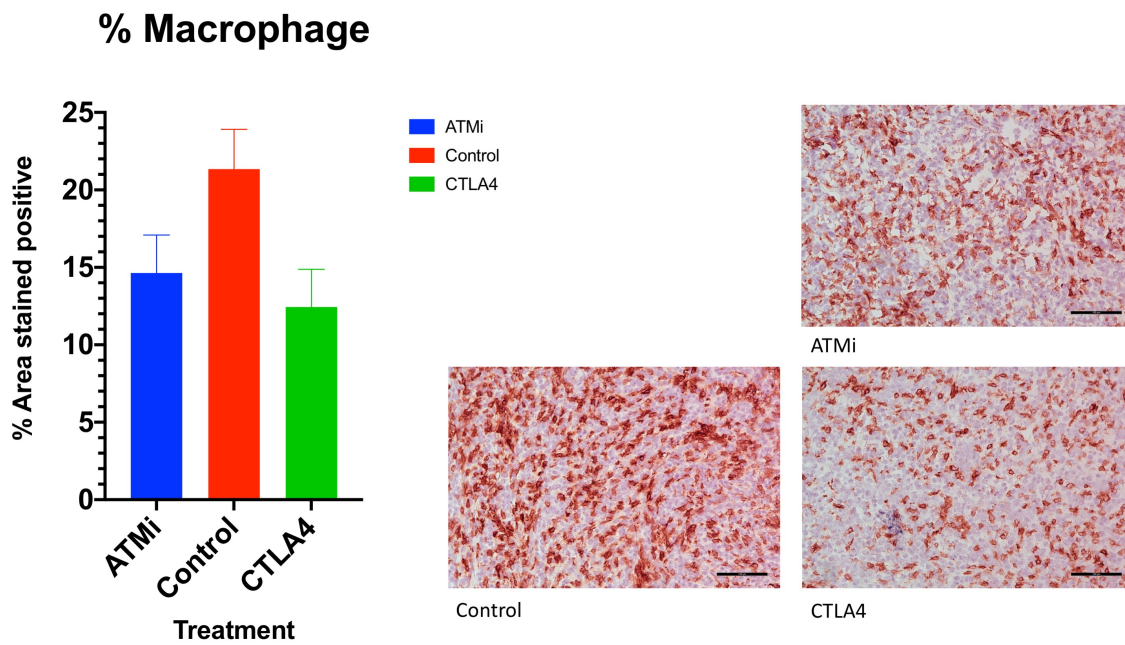 % Macrophage
% Area stained positive
25
20
15
10
5
0
ATMi
Control
CTLA4
Treatment
ATMi
Control
CTLA4
ATMi
Control
CTLA4